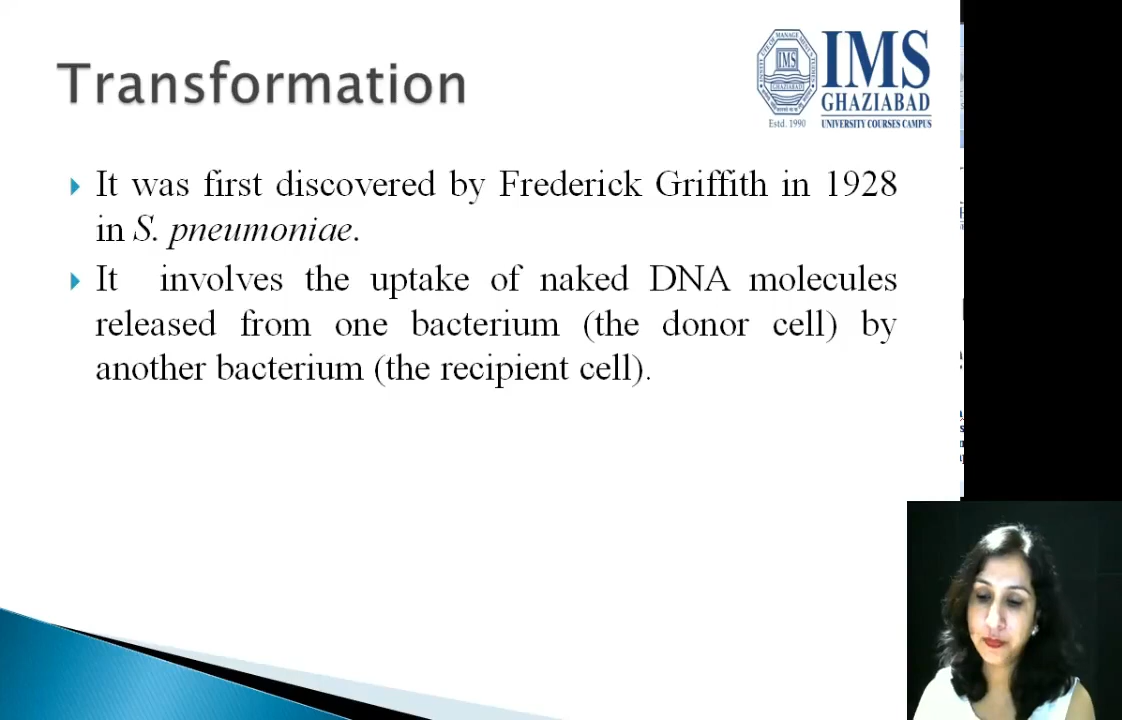 Transformation
IMS
GHAZIABAD
Estd. 1990
UNIVERSITY COURSES CAMPUS
It was first discovered by Frederick Griffith in 1928
in S. pneumoniae.
It involves the uptake of naked DNA molecules
released from one bacterium (the donor cell) by
another bacterium (the recipient cell).